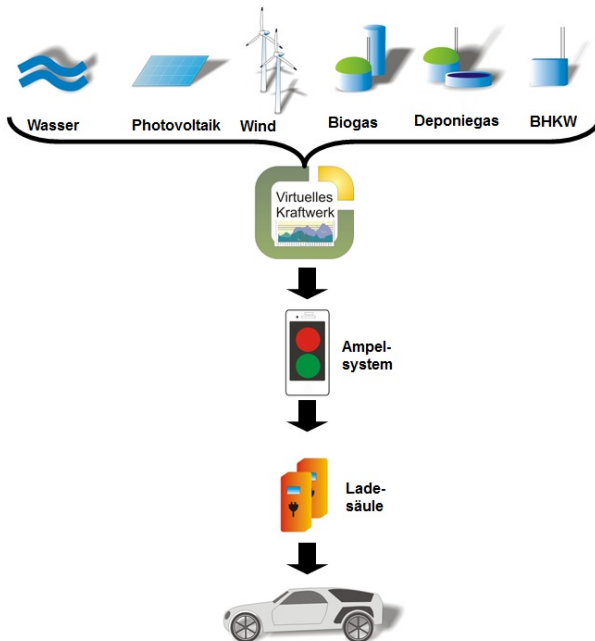 Wasser
Photovoltaik
Wind
Biogas
Deponiegas
BHKW
Virtuelles
Kraftwerk
Ampel-
system
Lade-
säule